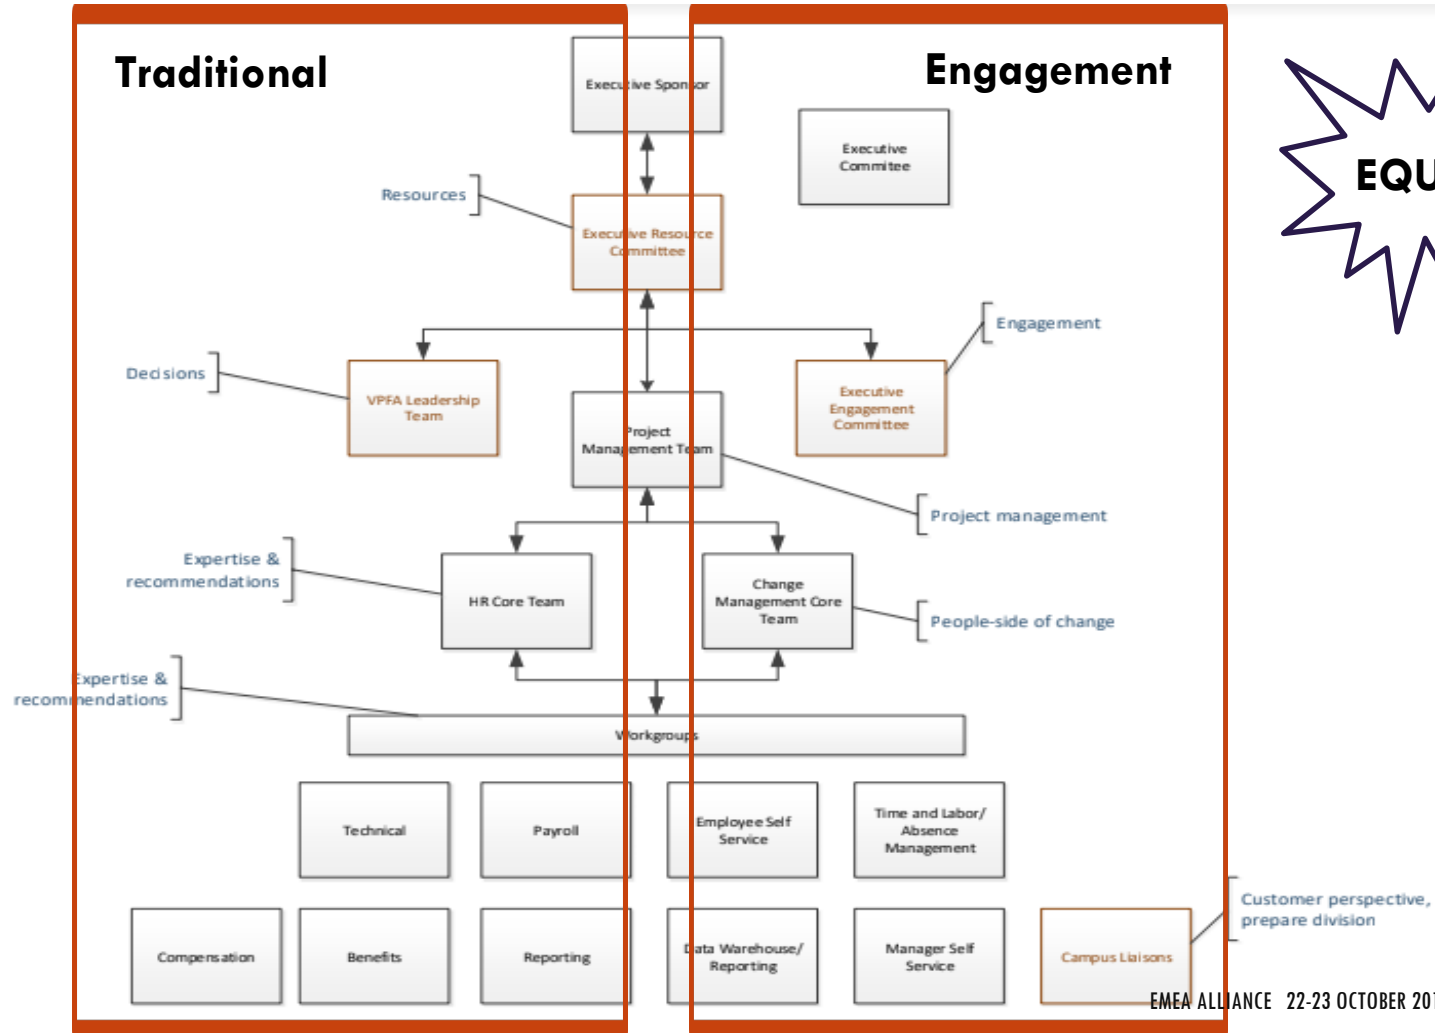 Traditional
Engagement
Executive Sponsor
Executive
Commitee
Resources
Executive Resource
Committee
Engagement
Decisions
VPFA Leadership
Team
Executive
Engagement
Committee
Project
Management Team
Project management
Expertise &
recommendations
HR Core Team
Change
Management Core
Team
People-side of change
Expertise &
recommendations
Workgroups
Technical
Payroll
Employee Self
Service
Time and Labor/
Absence
Management
Compensation
Benefits
Reporting
Data Warehouse/
Reporting
Manager Self
Service
Campus Liaisons
Customer perspective,
prepare division
EMEA ALLIANCE 22-23 OCTOBER